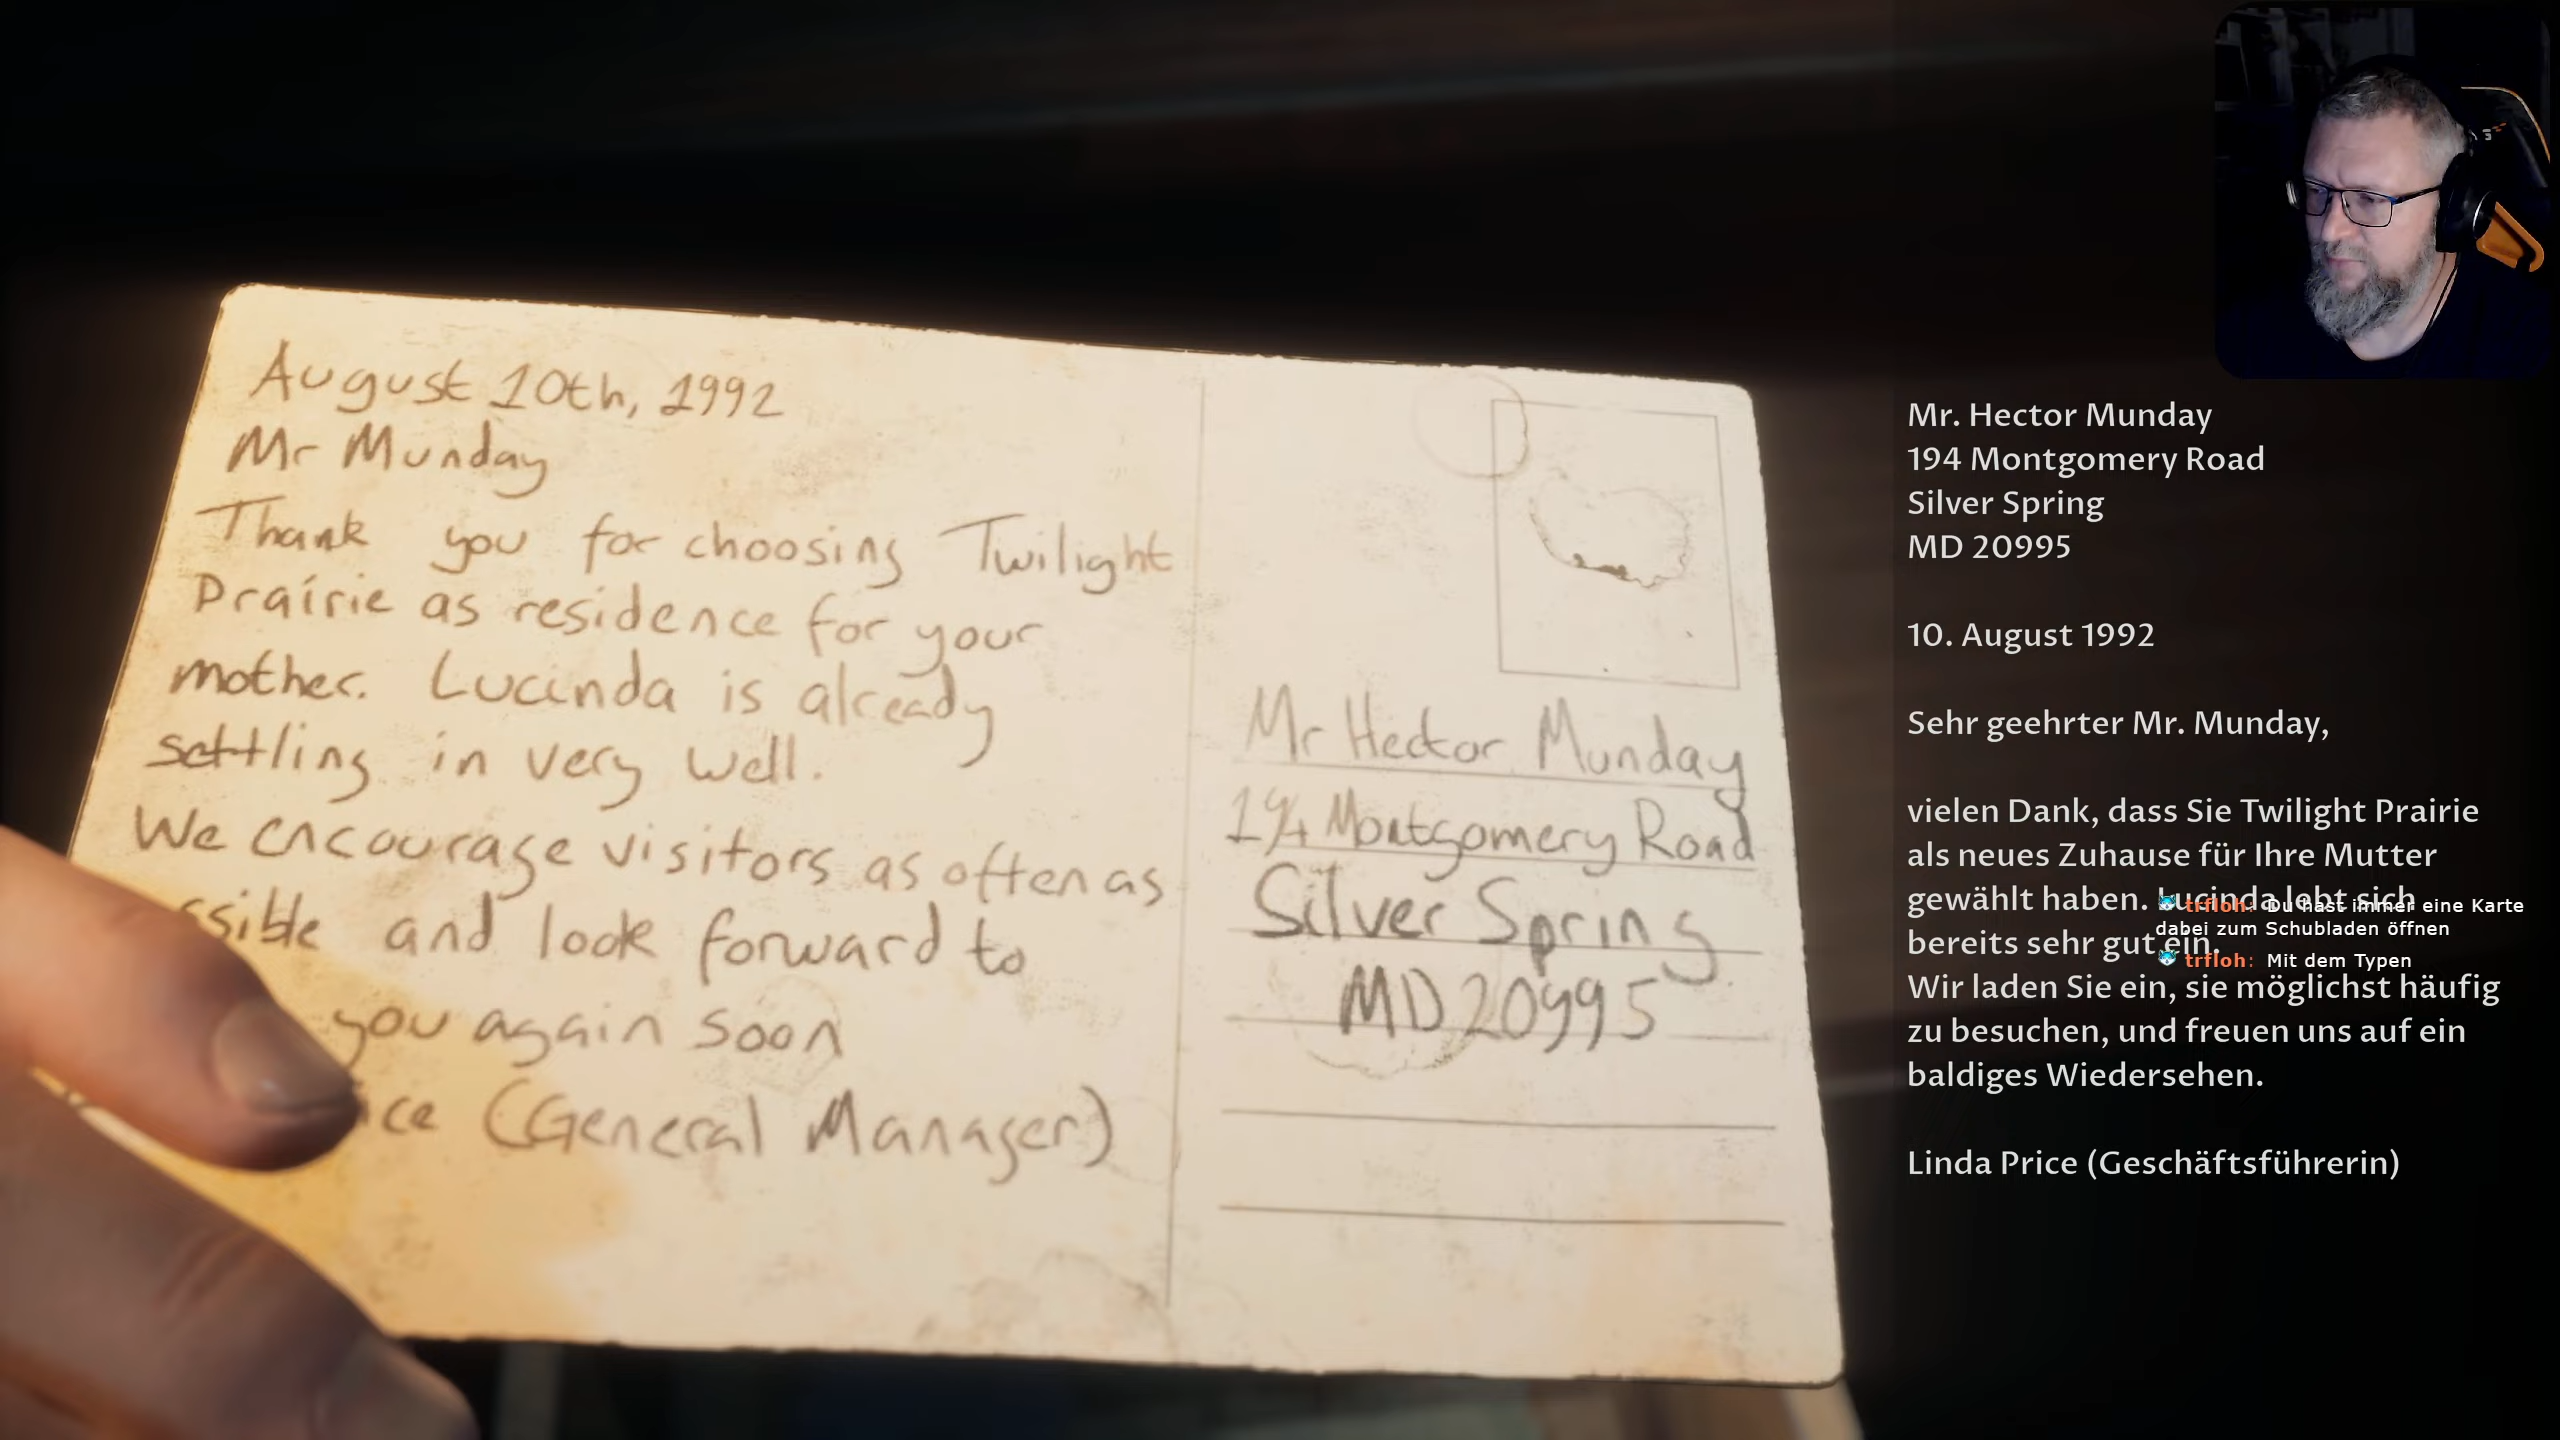 August 10th, 1992
Mr Munday
Thank you for choosing Twilight
Prairie as residence for your
mother. Lucinda is already
settling in very well.
We encourage visitors as often as
ssible and look forward to
you again soon
ice (General Manager)
Mr Hector Munday
194 Montgomery Road
Silver Spring
MD 20995
Mr. Hector Munday
194 Montgomery Road
Silver Spring
MD 20995
10. August 1992
Sehr geehrter Mr. Munday,
vielen Dank, dass Sie Twilight Prairie
als neues Zuhause für Ihre Mutter
gewählt haben. Lucinda lebt sich
bereits sehr gut ein.
Wir laden Sie ein, sie möglichst häufig
zu besuchen, und freuen uns auf ein
baldiges Wiedersehen.
Linda Price (Geschäftsführerin)
trfloh: Du hast immer eine Karte
dabei zum Schubladen öffnen
trfloh: Mit dem Typen